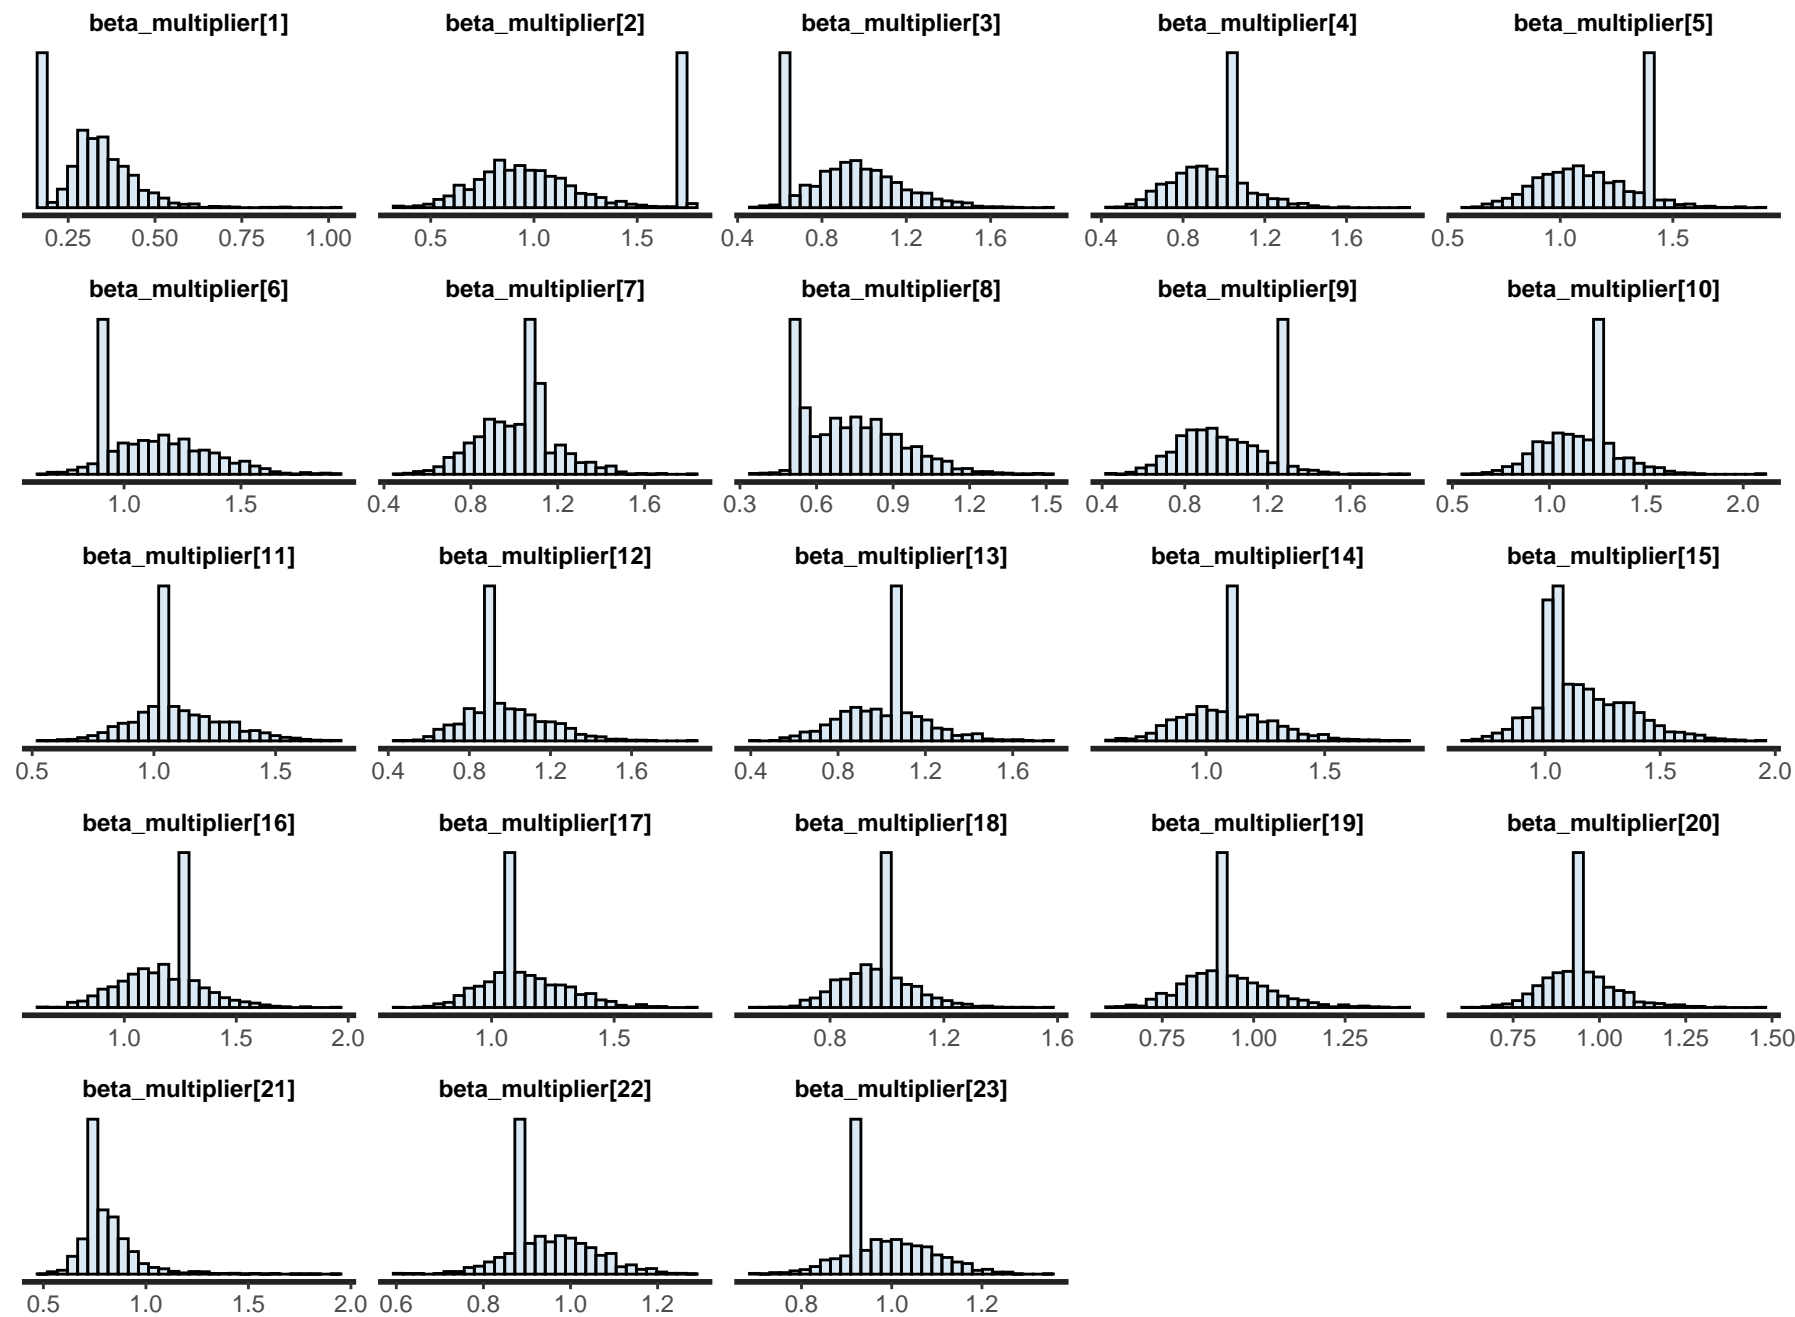 beta_multiplier[1] beta_multiplier[2] beta_multiplier[3] beta_multiplier[4] beta_multiplier[5]
0.25 0.50 0.75 1.00 0.5 1.0 1.5 0.4 0.8 1.2 1.6 0.4 0.8 1.2 1.6 0.5 1.0 1.5
beta_multiplier[6] beta_multiplier[7] beta_multiplier[8] beta_multiplier[9] beta_multiplier[10]
1.0 1.5 0.4 0.8 1.2 1.6 0.3 0.6 0.9 1.2 1.5 0.4 0.8 1.2 1.6 0.5 1.0 1.5 2.0
beta_multiplier[11] beta_multiplier[12] beta_multiplier[13] beta_multiplier[14] beta_multiplier[15]
0.5 1.0 1.5 0.4 0.8 1.2 1.6 0.4 0.8 1.2 1.6 1.0 1.5 1.0 1.5 2.0
beta_multiplier[16] beta_multiplier[17] beta_multiplier[18] beta_multiplier[19] beta_multiplier[20]
1.0 1.5 2.0 1.0 1.5 0.8 1.2 1.6 0.75 1.00 1.25 0.75 1.00 1.25 1.50
beta_multiplier[21] beta_multiplier[22] beta_multiplier[23]
0.5 1.0 1.5 2.0 0.6 0.8 1.0 1.2 0.8 1.0 1.2